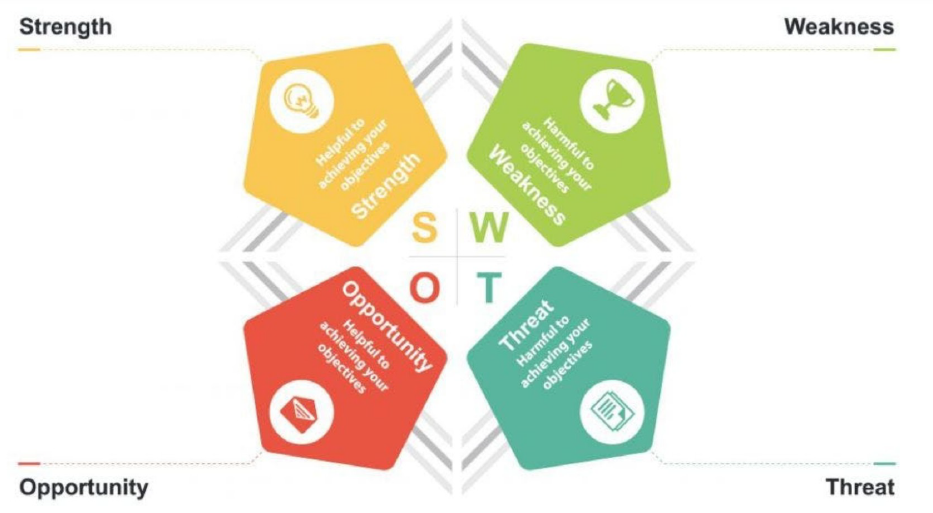 Strength
Weakness
Helpful to
achieving your
objectives
Strength
Harmful to
achieving your
objectives
Weakness
S W
O T
Opportunity
Helpful to
achieving your
objectives
Threat
Harmful to
achieving your
objectives
Opportunity
Threat